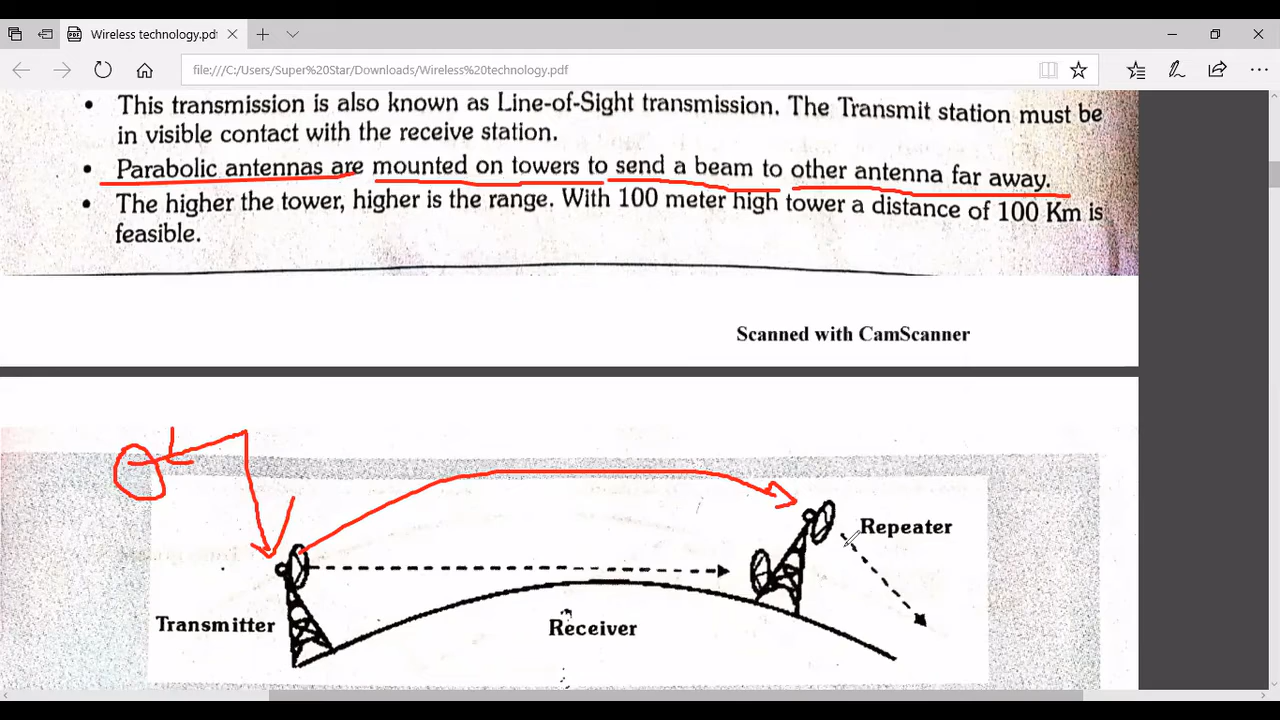 Wireless technology.pdf
file:///C:/Users/Super%20Star/Downloads/Wireless%20technology.pdf
• This transmission is also known as Line-of-Sight transmission. The Transmit station must be
in visible contact with the receive station.
• Parabolic antennas are mounted on towers to send a beam to other antenna far away.
• The higher the tower, higher is the range. With 100 meter high tower a distance of 100 Km is
feasible.
Scanned with CamScanner
Repeater
Transmitter
Receiver